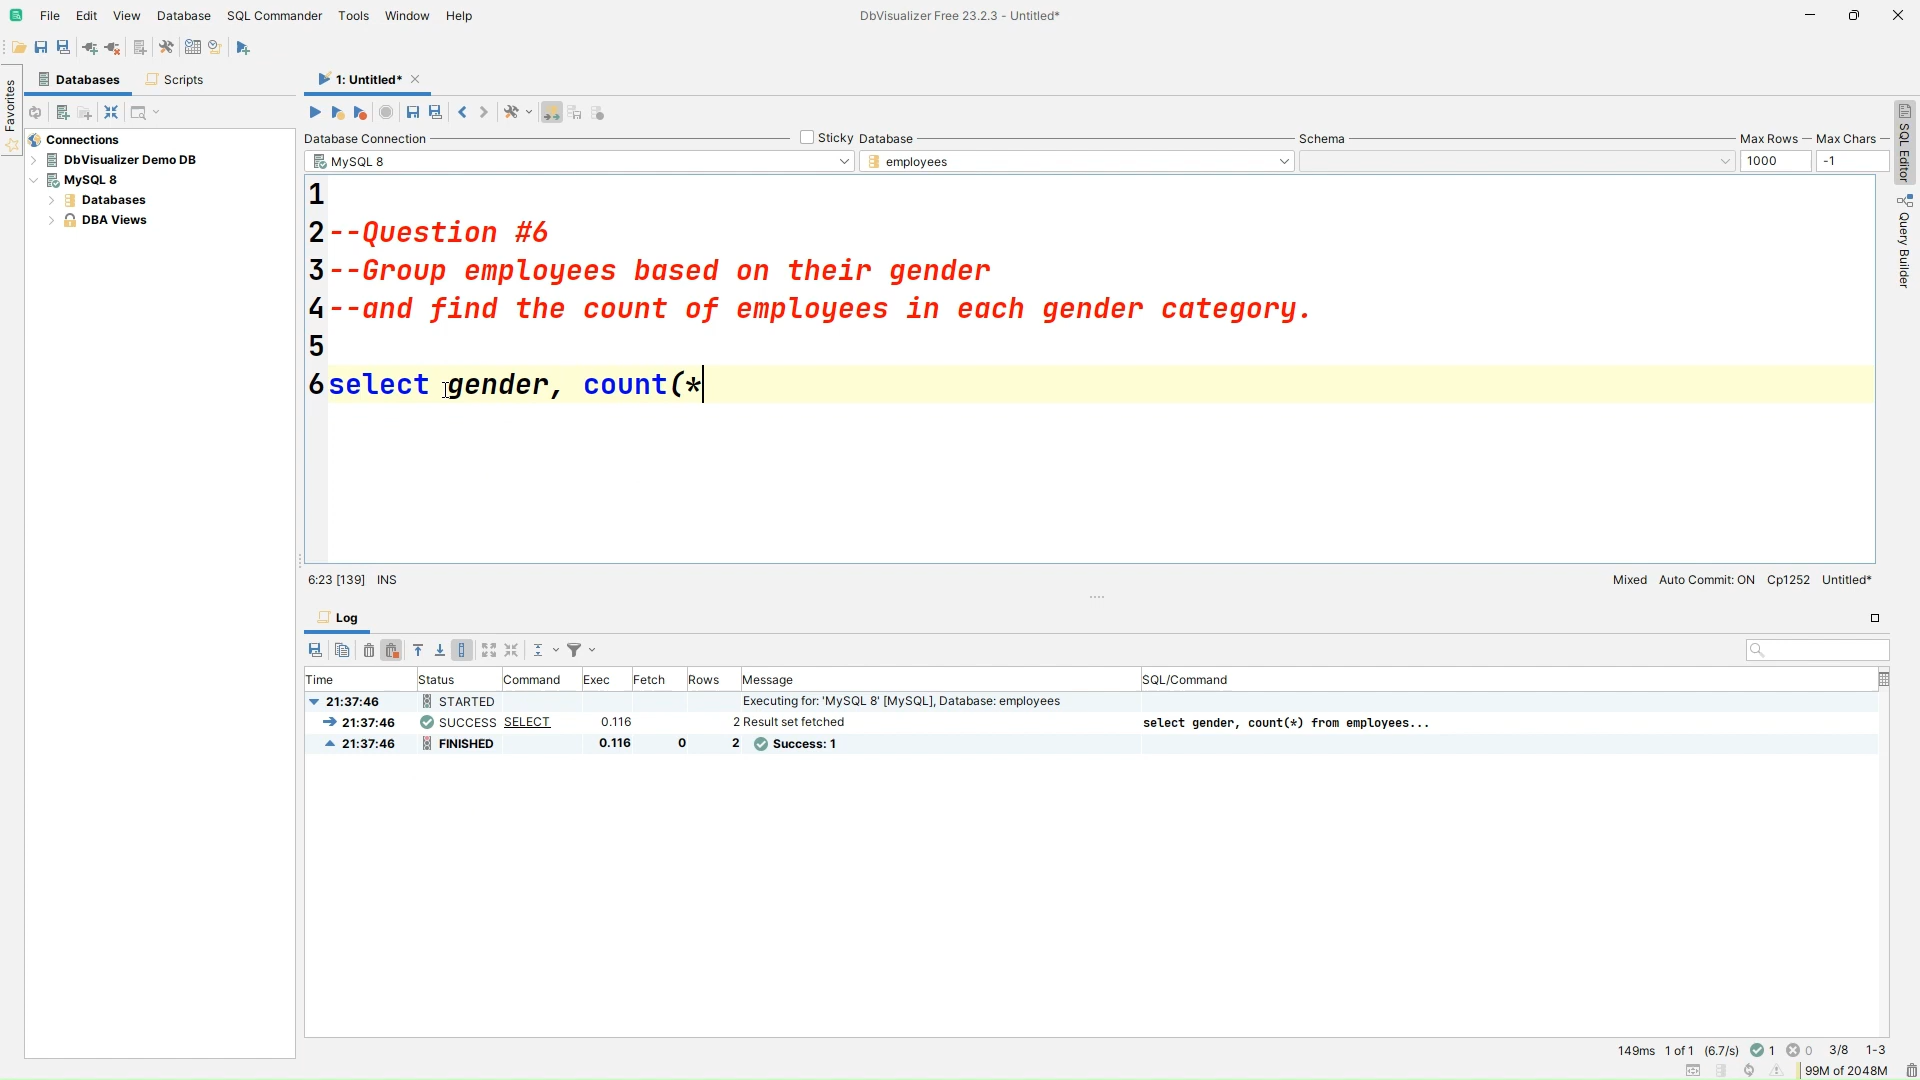 File Edit View Database SQL Commander Tools Window Help
DbVisualizer Free 23.2.3 - Untitled*
Favorites
Databases Scripts
Connections
DbVisualizer Demo DB
MySQL 8
Databases
DBA Views
1: Untitled*
Database Connection Sticky Database Schema Max Rows Max Chars
MySQL 8 employees 1000 -1
1
2 --Question #6
3 --Group employees based on their gender
4 --and find the count of employees in each gender category.
5
6 select gender, count(*
SQL Editor
Query Builder
6:23 [139] INS
Mixed Auto Commit: ON Cp1252 Untitled*
Log
Time Status Command Exec Fetch Rows Message SQL/Command
21:37:46 STARTED Executing for: 'MySQL 8' [MySQL], Database: employees
21:37:46 SUCCESS SELECT 0.116 2 Result set fetched select gender, count(*) from employees...
21:37:46 FINISHED 0.116 0 2 Success: 1
149ms 1 of 1 (6.7/s) 1 0 3/8 1-3
99M of 2048M